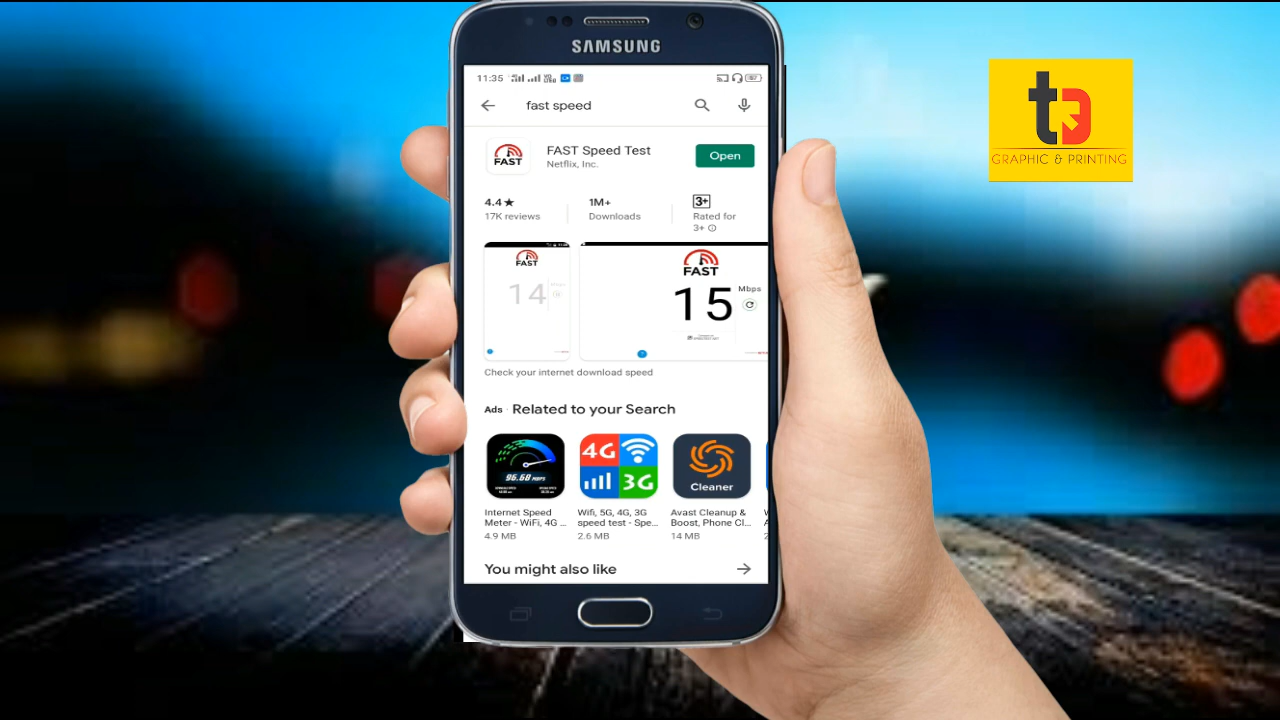 SAMSUNG
11:35
fast speed
FAST
FAST Speed Test
Netflix, Inc.
Open
4.4★
17K reviews
1M+
Downloads
3+
Rated for
3+
FAST
14
FAST
15
Mbps
Check your internet download speed
Ads · Related to your Search
96.68 MBPS
4G
3G
Cleaner
Internet Speed
Meter - WiFi, 4G ...
4.9 MB
Wifi, 5G, 4G, 3G
speed test - Spe...
2.6 MB
Avast Cleanup &
Boost, Phone Cl...
14 MB
You might also like
GRAPHIC & PRINTING